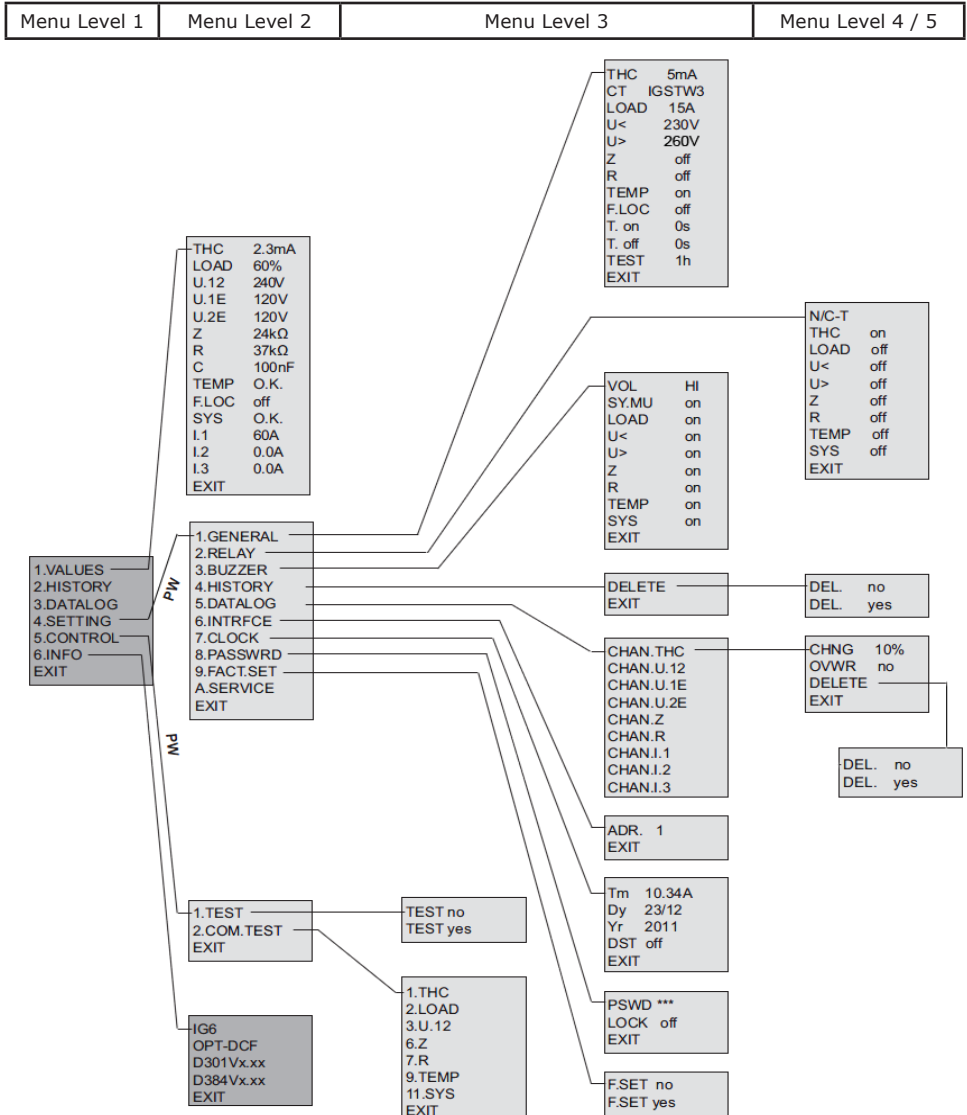 Menu Level 1 Menu Level 2 Menu Level 3 Menu Level 4 / 5
1.VALUES
2.HISTORY
3.DATALOG
4.SETTING
5.CONTROL
6.INFO
EXIT
PW
PW
THC 2.3mA
LOAD 60%
U.12 240V
U.1E 120V
U.2E 120V
Z 24kΩ
R 37kΩ
C 100nF
TEMP O.K.
F.LOC off
SYS O.K.
I.1 60A
I.2 0.0A
I.3 0.0A
EXIT
1.GENERAL
2.RELAY
3.BUZZER
4.HISTORY
5.DATALOG
6.INTRFCE
7.CLOCK
8.PASSWRD
9.FACT.SET
A.SERVICE
EXIT
1.TEST
2.COM.TEST
EXIT
IG6
OPT-DCF
D301Vx.xx
D384Vx.xx
EXIT
THC 5mA
CT IGSTW3
LOAD 15A
U< 230V
U> 260V
Z off
R off
TEMP on
F.LOC off
T. on 0s
T. off 0s
TEST 1h
EXIT
VOL HI
SY.MU on
LOAD on
U< on
U> on
Z on
R on
TEMP on
SYS on
EXIT
DELETE
EXIT
CHAN.THC
CHAN.U.12
CHAN.U.1E
CHAN.U.2E
CHAN.Z
CHAN.R
CHAN.I.1
CHAN.I.2
CHAN.I.3
ADR. 1
EXIT
Tm 10.34A
Dy 23/12
Yr 2011
DST off
EXIT
PSWD ***
LOCK off
EXIT
F.SET no
F.SET yes
TEST no
TEST yes
1.THC
2.LOAD
3.U.12
6.Z
7.R
9.TEMP
11.SYS
EXIT
N/C-T
THC on
LOAD off
U< off
U> off
Z off
R off
TEMP off
SYS off
EXIT
DEL. no
DEL. yes
CHNG 10%
OVWR no
DELETE
EXIT
DEL. no
DEL. yes